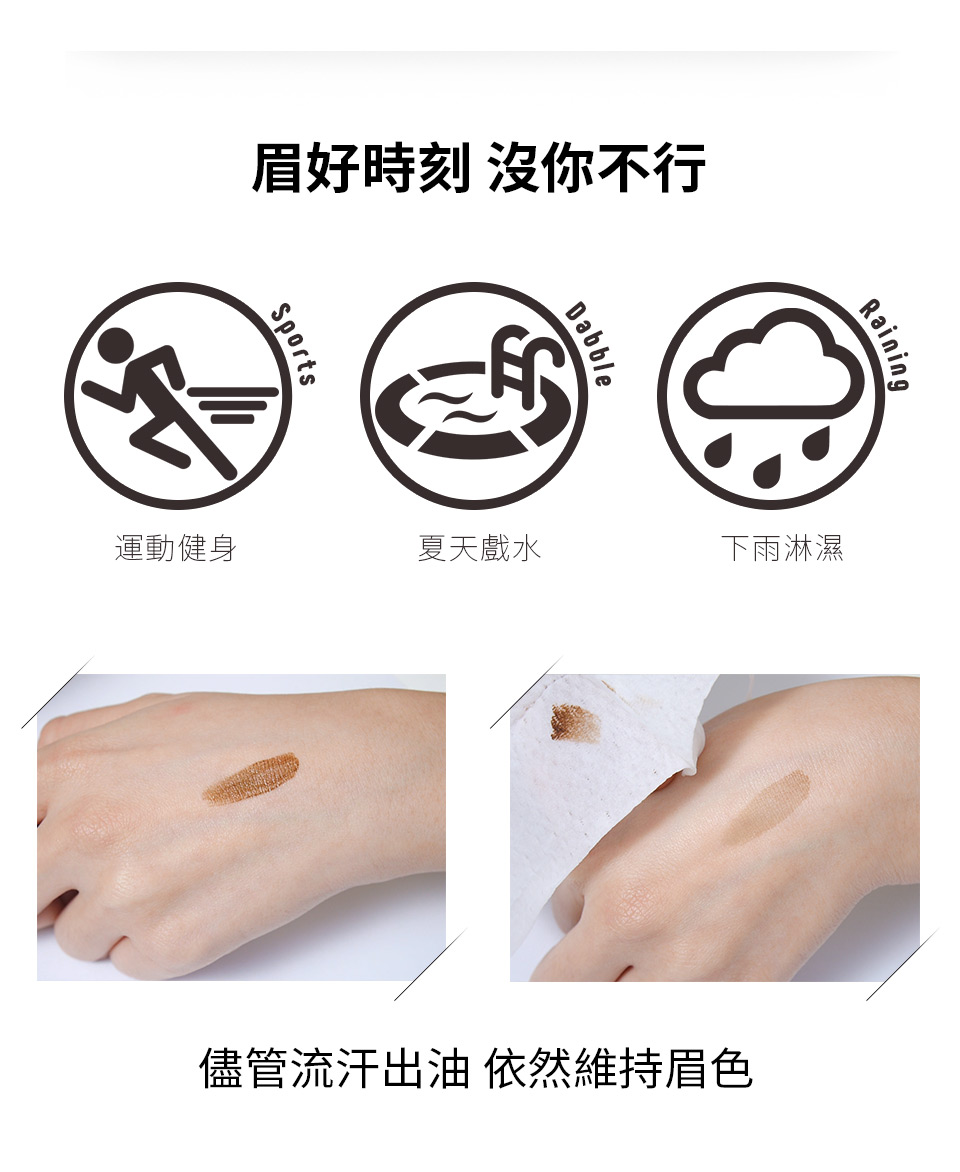 眉好時刻 沒你不行
Sports
Dabble
Raining
運動健身
夏天戲水
下雨淋濕
儘管流汗出油 依然維持眉色